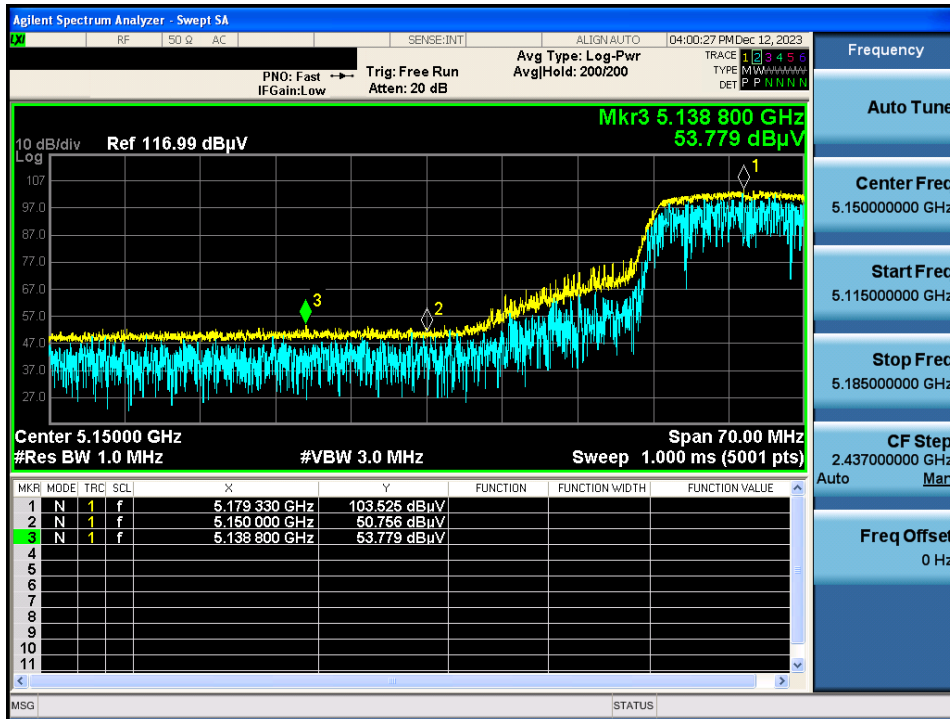 Agilent Spectrum Analyzer - Swept SA
LXI RF 50 Ω AC SENSE:INT ALIGN AUTO 04:00:27 PM Dec 12, 2023
PNO: Fast Trig: Free Run Avg Type: Log-Pwr TRACE 1 2 3 4 5 6
IFGain:Low Atten: 20 dB Avg|Hold: 200/200 TYPE M W
DET P P N N N N
Mkr3 5.138 800 GHz
53.779 dBµV
10 dB/div Ref 116.99 dBµV
Log
107
97.0
87.0
77.0
67.0
57.0
47.0
37.0
27.0
1
2
3
Center 5.15000 GHz Span 70.00 MHz
#Res BW 1.0 MHz #VBW 3.0 MHz Sweep 1.000 ms (5001 pts)
MKR MODE TRC SCL X Y FUNCTION FUNCTION WIDTH FUNCTION VALUE
1 N 1 f 5.179 330 GHz 103.525 dBµV
2 N 1 f 5.150 000 GHz 50.756 dBµV
3 N 1 f 5.138 800 GHz 53.779 dBµV
4
5
6
7
8
9
10
11
MSG STATUS
Frequency
Auto Tune
Center Freq
5.150000000 GHz
Start Freq
5.115000000 GHz
Stop Freq
5.185000000 GHz
CF Step
2.437000000 GHz
Auto Man
Freq Offset
0 Hz